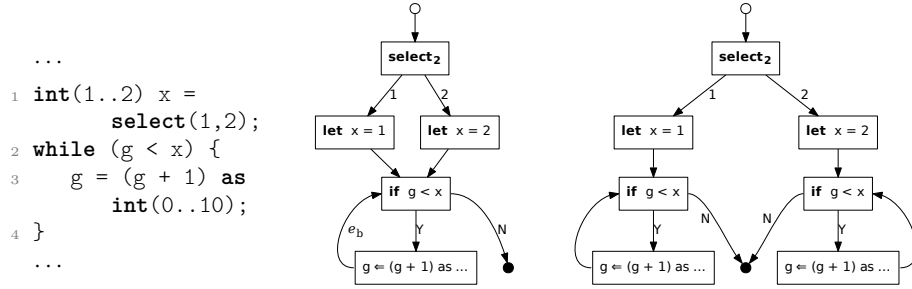 ...
1 int(1..2) x =
select(1,2);
2 while (g < x) {
3 g = (g + 1) as
int(0..10);
4 }
...
select2
1 2
let x = 1 let x = 2
if g < x
eb Y N
g ⇐ (g + 1) as ...
select2
1 2
let x = 1 let x = 2
if g < x if g < x
Y N N Y
g ⇐ (g + 1) as ... g ⇐ (g + 1) as ...